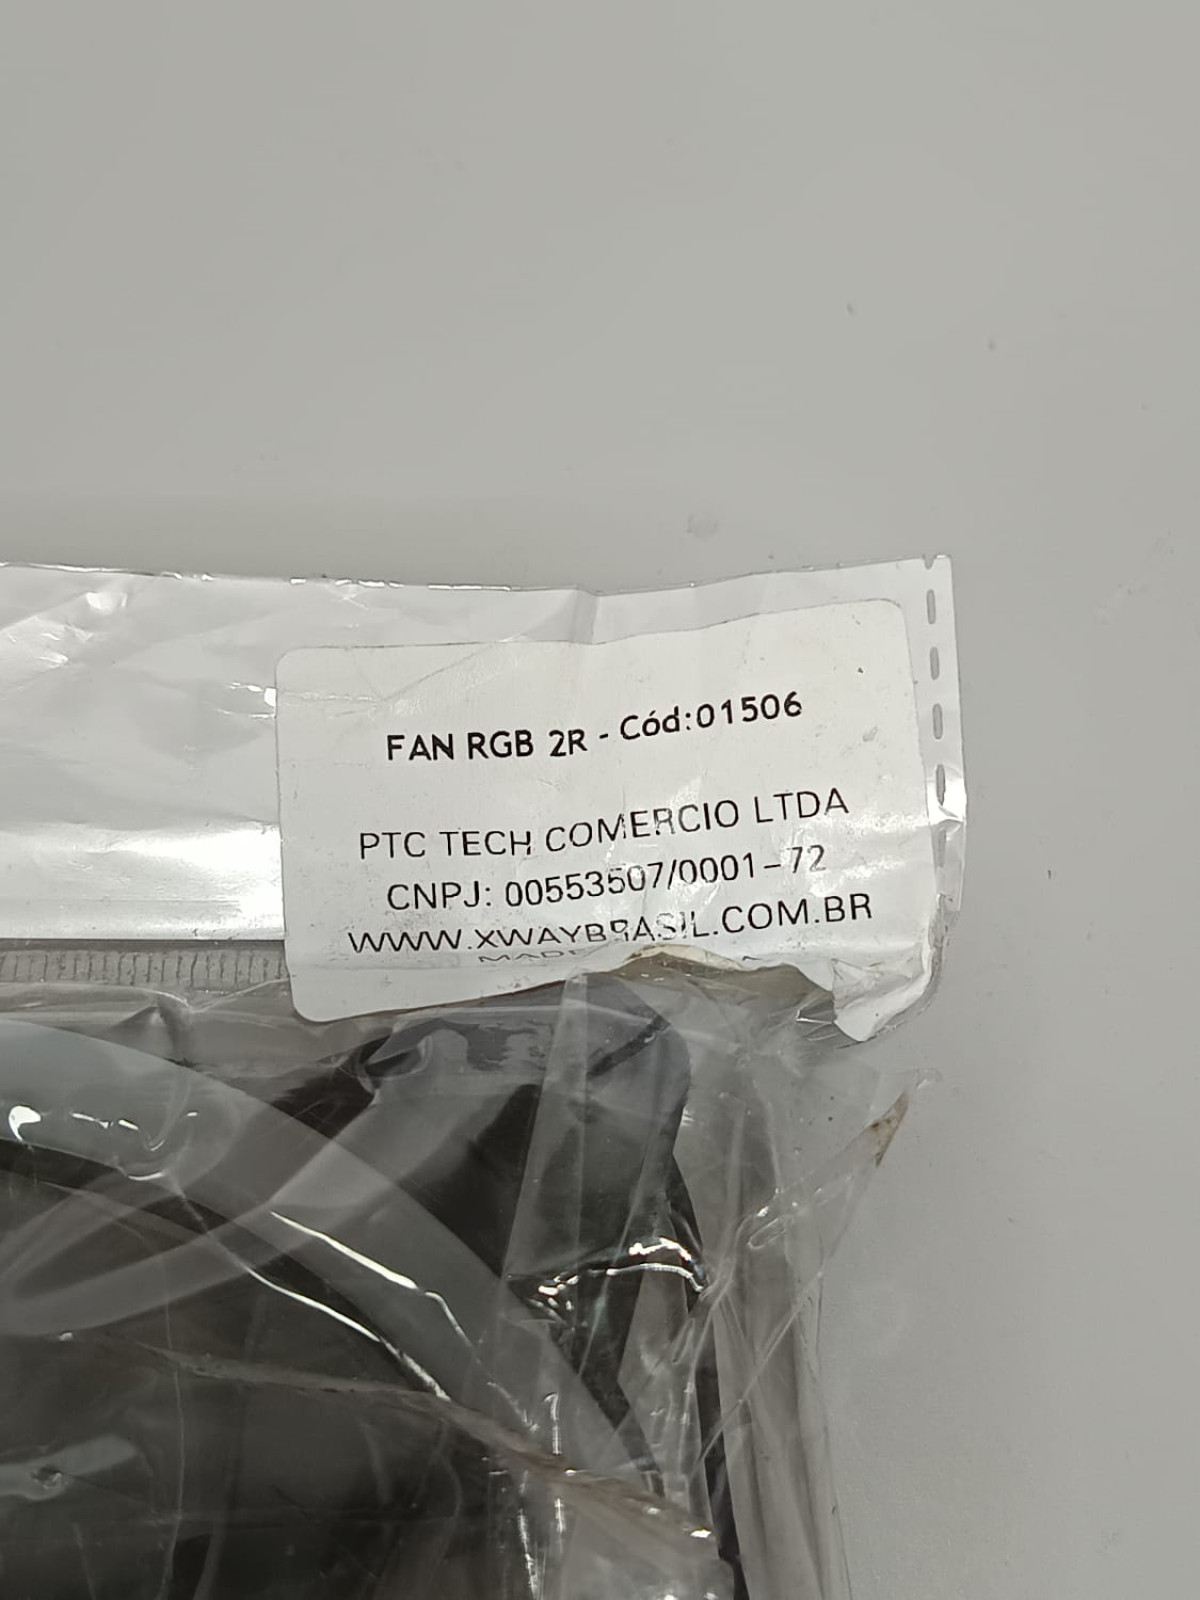 FAN RGB 2R - Cód:01506
PTC TECH COMERCIO LTDA
CNPJ: 00553507/0001-72
WWW.XWAYBRASIL.COM.BR